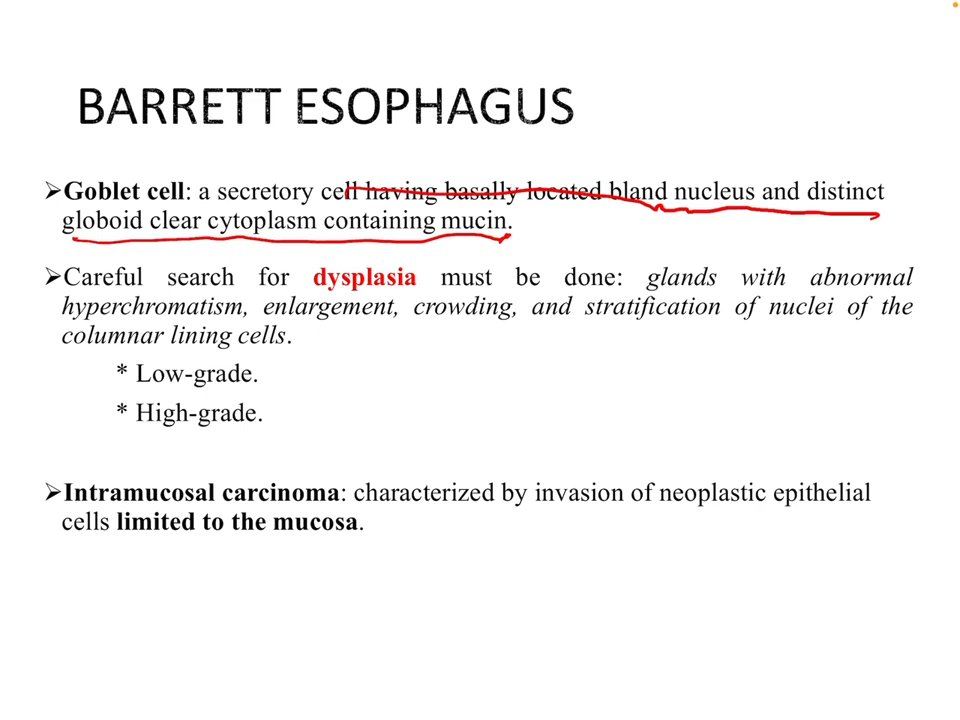 BARRETT ESOPHAGUS
➢Goblet cell: a secretory cell having basally located bland nucleus and distinct
globoid clear cytoplasm containing mucin.
➢Careful search for dysplasia must be done: glands with abnormal
hyperchromatism, enlargement, crowding, and stratification of nuclei of the
columnar lining cells.
* Low-grade.
* High-grade.
➢Intramucosal carcinoma: characterized by invasion of neoplastic epithelial
cells limited to the mucosa.